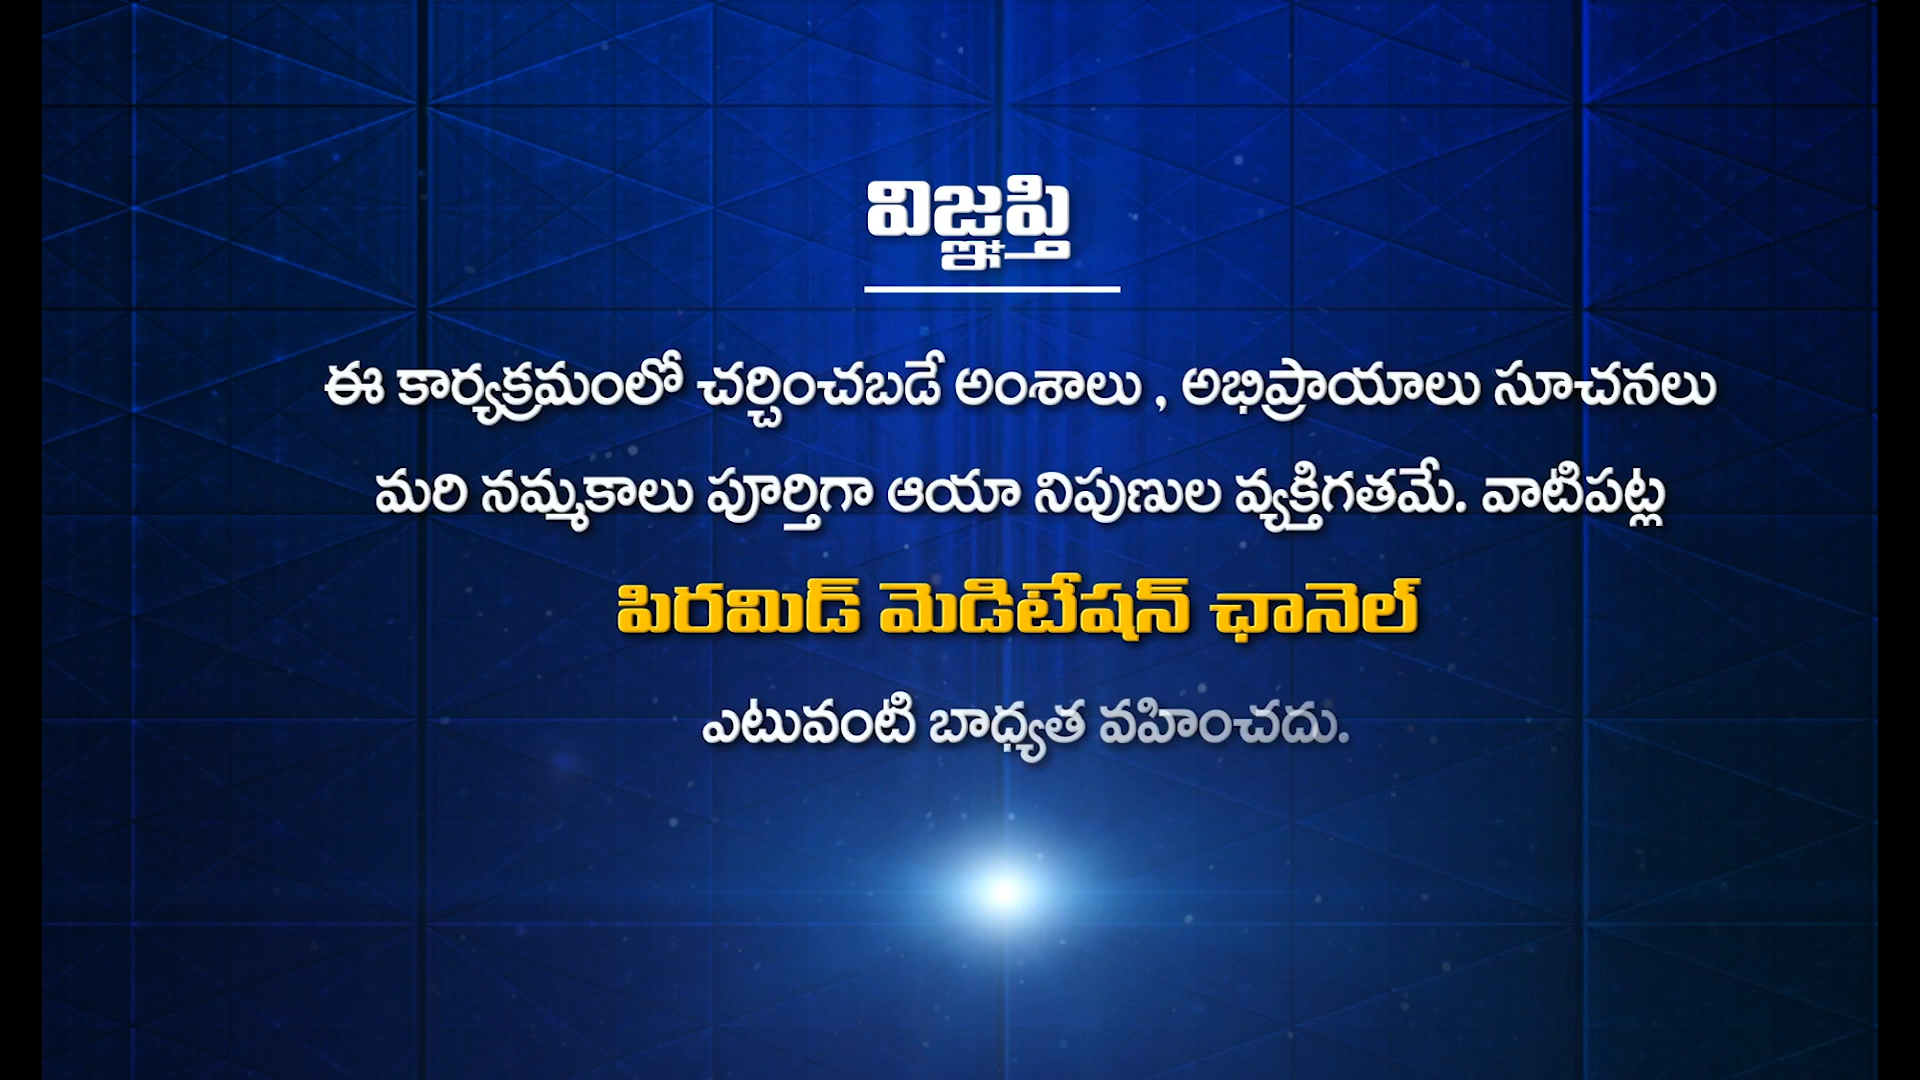 విజ్ఞప్తి
ఈ కార్యక్రమంలో చర్చించబడే అంశాలు , అభిప్రాయాలు సూచనలు
మరి నమ్మకాలు పూర్తిగా ఆయా నిపుణుల వ్యక్తిగతమే. వాటిపట్ల
పిరమిడ్ మెడిటేషన్ ఛానెల్
ఎటువంటి బాధ్యత వహించదు.